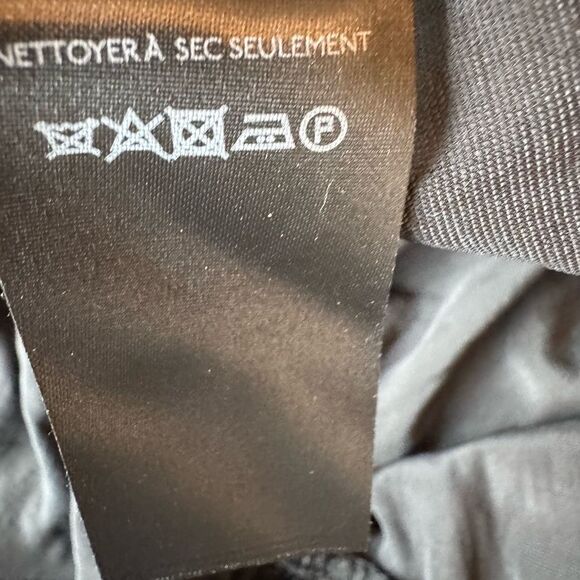 NETTOYER À SEC SEULEMENT
P